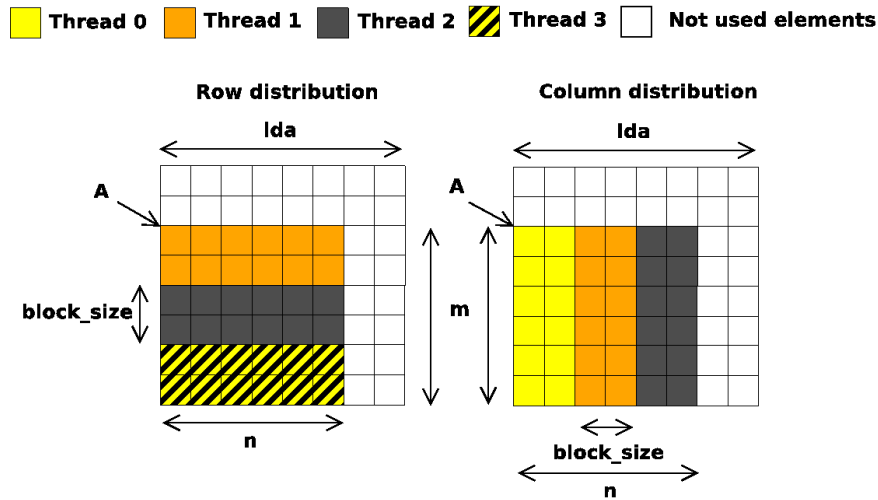 Thread 0 Thread 1 Thread 2 Thread 3 Not used elements
Row distribution
lda
A
block_size
m
n
Column distribution
lda
A
block_size
n